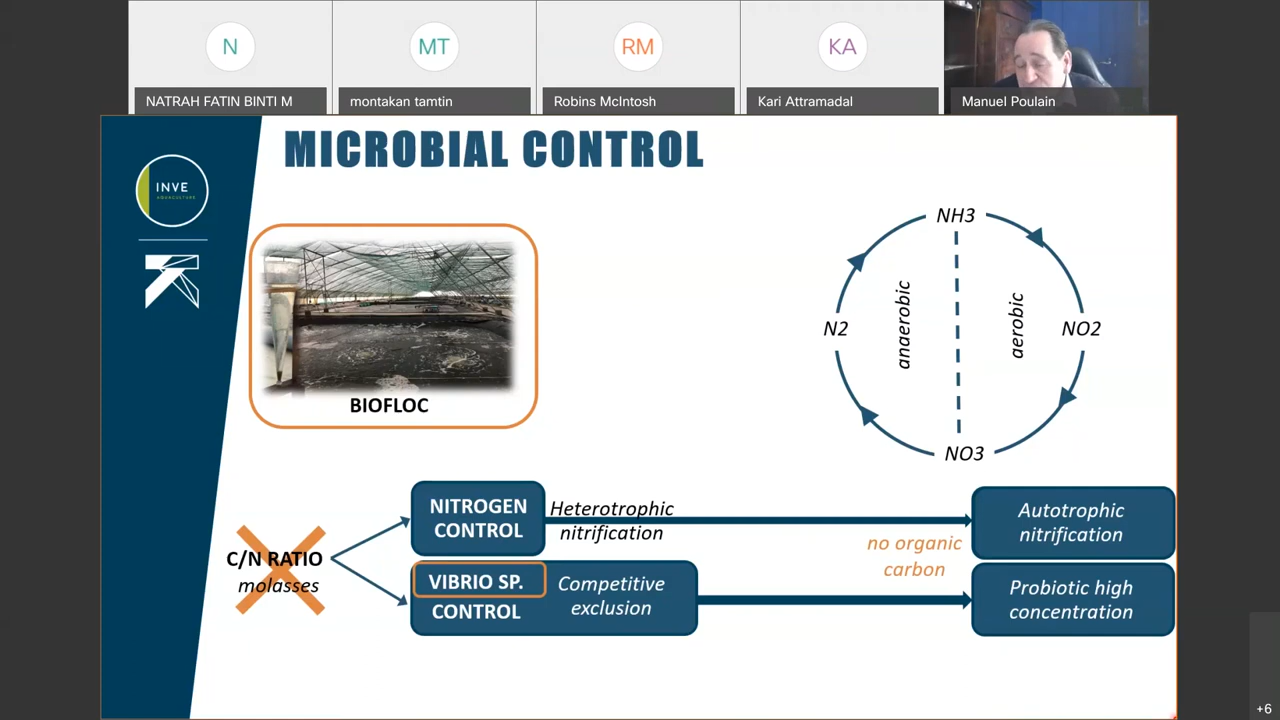 N
MT
RM
KA
NATRAH FATIN BINTI M
montakan tamtin
Robins McIntosh
Kari Attramadal
Manuel Poulain
MICROBIAL CONTROL
INVE
AQUACULTURE
BIOFLOC
NH3
N2
anaerobic
aerobic
NO2
NO3
C/N RATIO
molasses
NITROGEN
CONTROL
Heterotrophic
nitrification
no organic
carbon
Autotrophic
nitrification
VIBRIO SP.
CONTROL
Competitive
exclusion
Probiotic high
concentration
+6